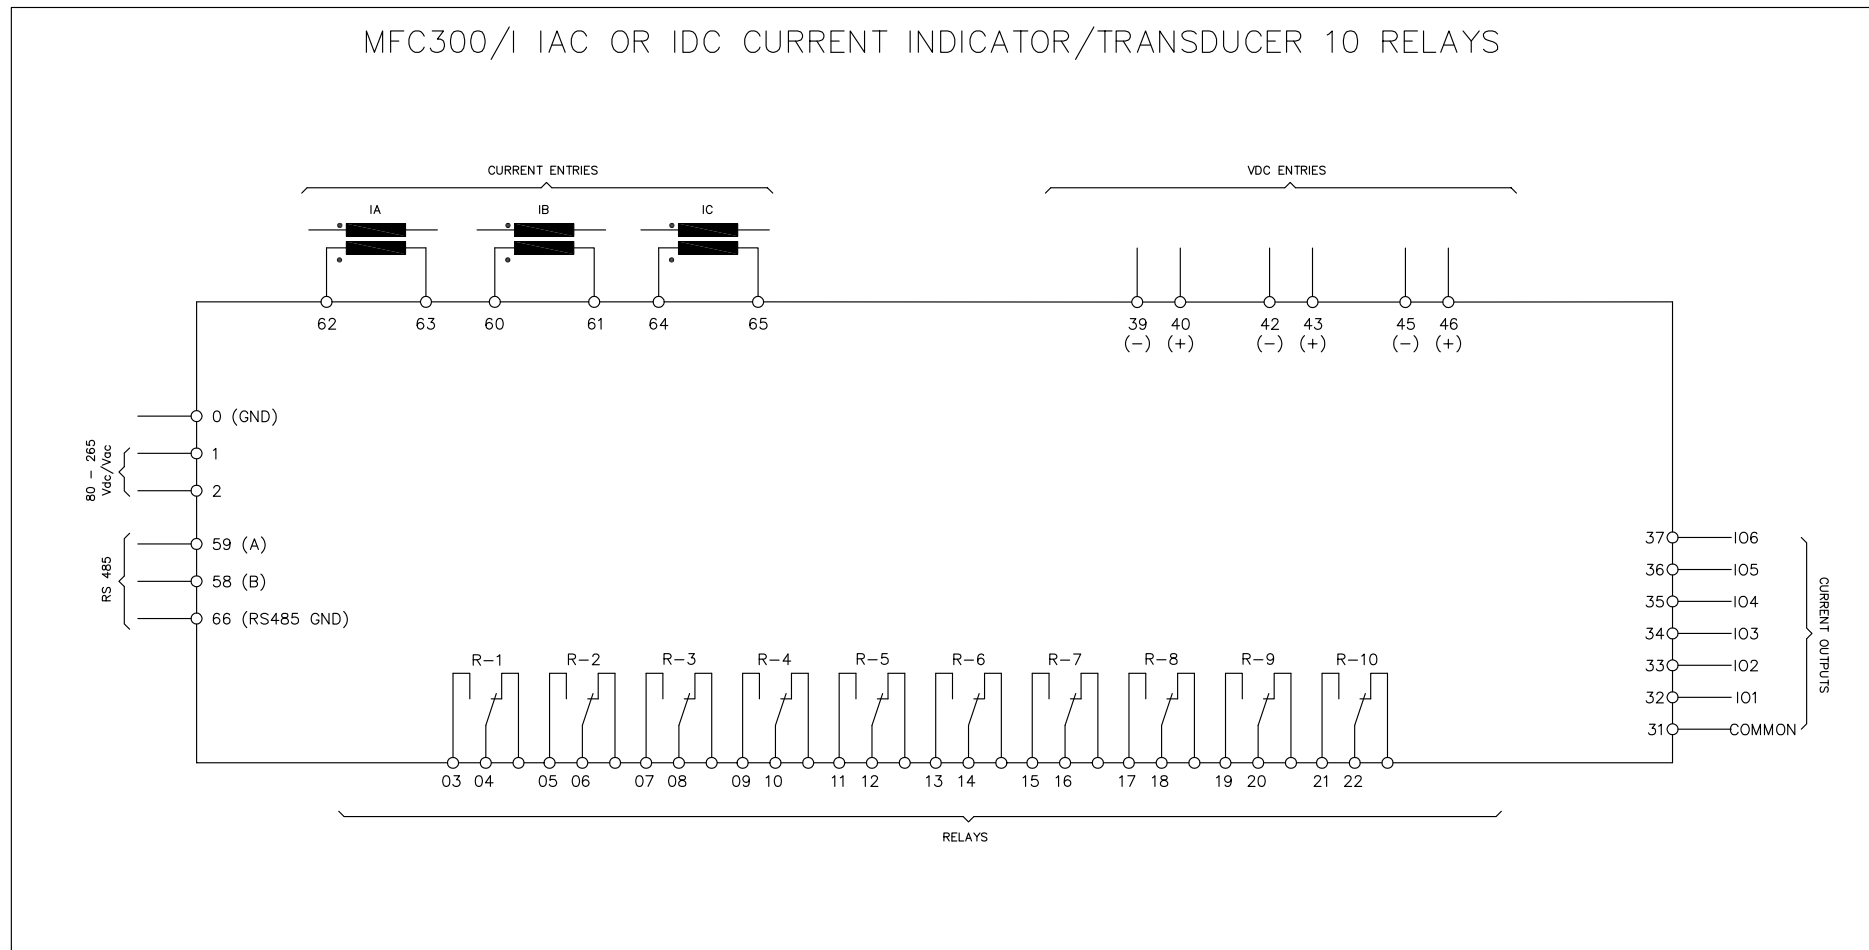 MFC300/I IAC OR IDC CURRENT INDICATOR/TRANSDUCER 10 RELAYS
CURRENT ENTRIES
VDC ENTRIES
IA IB IC
62 63 60 61 64 65
39 40 42 43 45 46
(-) (+) (-) (+) (-) (+)
0 (GND)
80 - 265
Vdc/Vac
1
2
RS 485
59 (A)
58 (B)
66 (RS485 GND)
37 IO6
36 IO5
35 IO4
34 IO3
33 IO2
32 IO1
31 COMMON
CURRENT OUTPUTS
R-1 R-2 R-3 R-4 R-5 R-6 R-7 R-8 R-9 R-10
03 04 05 06 07 08 09 10 11 12 13 14 15 16 17 18 19 20 21 22
RELAYS